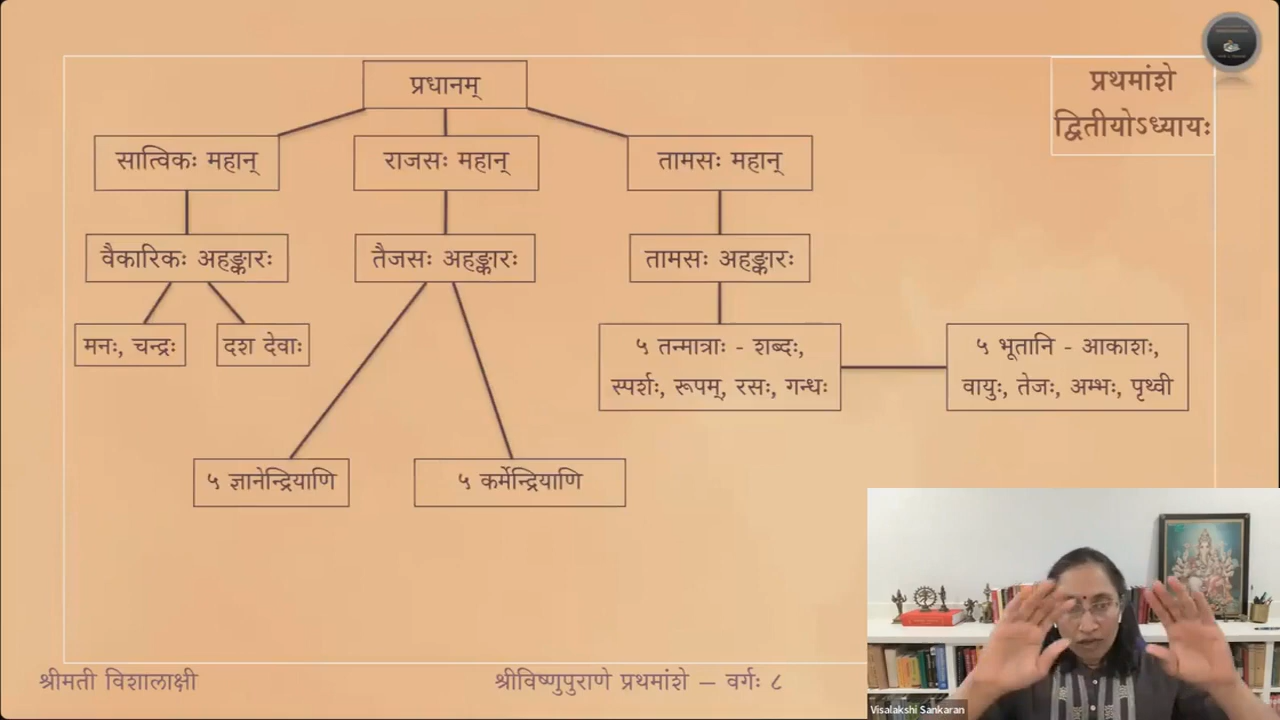 प्रधानम्
प्रथमांशे
द्वितीयोऽध्यायः
सात्विकः महान्
राजसः महान्
तामसः महान्
वैकारिकः अहङ्कारः
तैजसः अहङ्कारः
तामसः अहङ्कारः
मनः, चन्द्रः
दश देवाः
५ तन्मात्राः - शब्दः,
स्पर्शः, रूपम्, रसः, गन्धः
५ भूतानि - आकाशः,
वायुः, तेजः, अम्भः, पृथ्वी
५ ज्ञानेन्द्रियाणि
५ कर्मेन्द्रियाणि
श्रीमती विशालाक्षी
श्रीविष्णुपुराणे प्रथमांशे – वर्गः ८
Visalakshi Sankaran